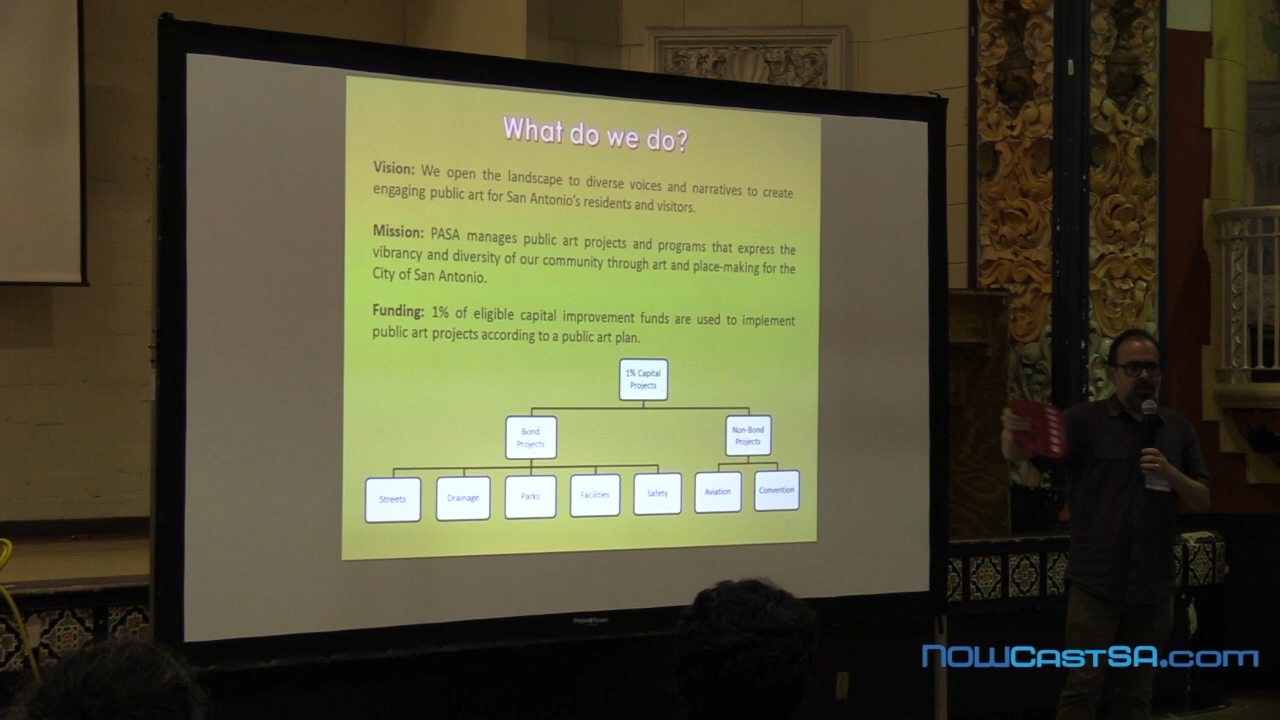 What do we do?
Vision: We open the landscape to diverse voices and narratives to create
engaging public art for San Antonio's residents and visitors.
Mission: PASA manages public art projects and programs that express the
vibrancy and diversity of our community through art and place-making for the
City of San Antonio.
Funding: 1% of eligible capital improvement funds are used to implement
public art projects according to a public art plan.
1% Capital
Projects
Bond
Projects
Non-Bond
Projects
Streets
Drainage
Parks
Facilities
Safety
Aviation
Convention
NOWCASTSA.com